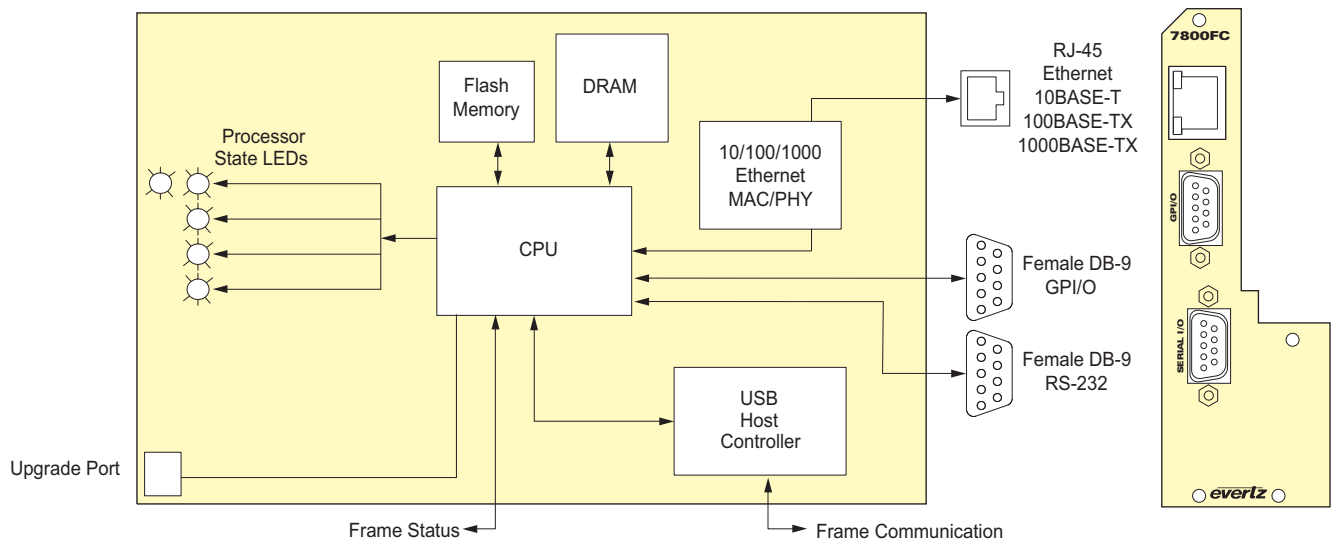 Processor
State LEDs
Flash
Memory
DRAM
10/100/1000
Ethernet
MAC/PHY
CPU
USB
Host
Controller
Upgrade Port
Frame Status
Frame Communication
RJ-45
Ethernet
10BASE-T
100BASE-TX
1000BASE-TX
Female DB-9
GPI/O
Female DB-9
RS-232
7800FC
GPI/O
SERIAL I/O
evertz